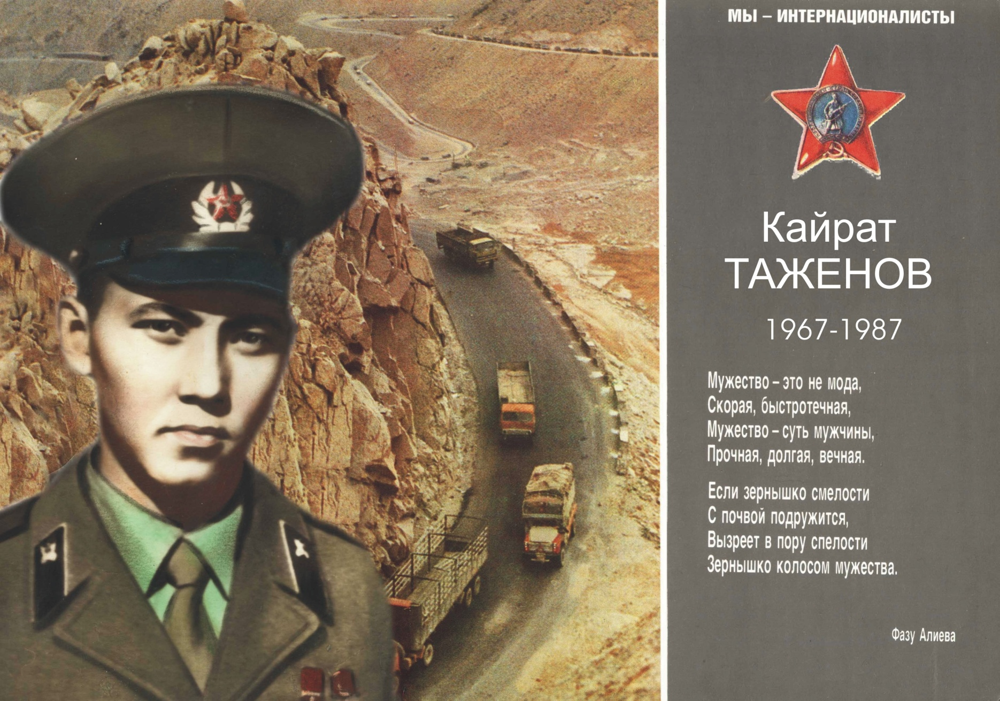 МЫ – ИНТЕРНАЦИОНАЛИСТЫ
Кайрат
ТАЖЕНОВ
1967-1987
Мужество – это не мода,
Скорая, быстротечная,
Мужество – суть мужчины,
Прочная, долгая, вечная.
Если зернышко смелости
С почвой подружится,
Вызреет в пору спелости
Зернышко колосом мужества.
Фазу Алиева